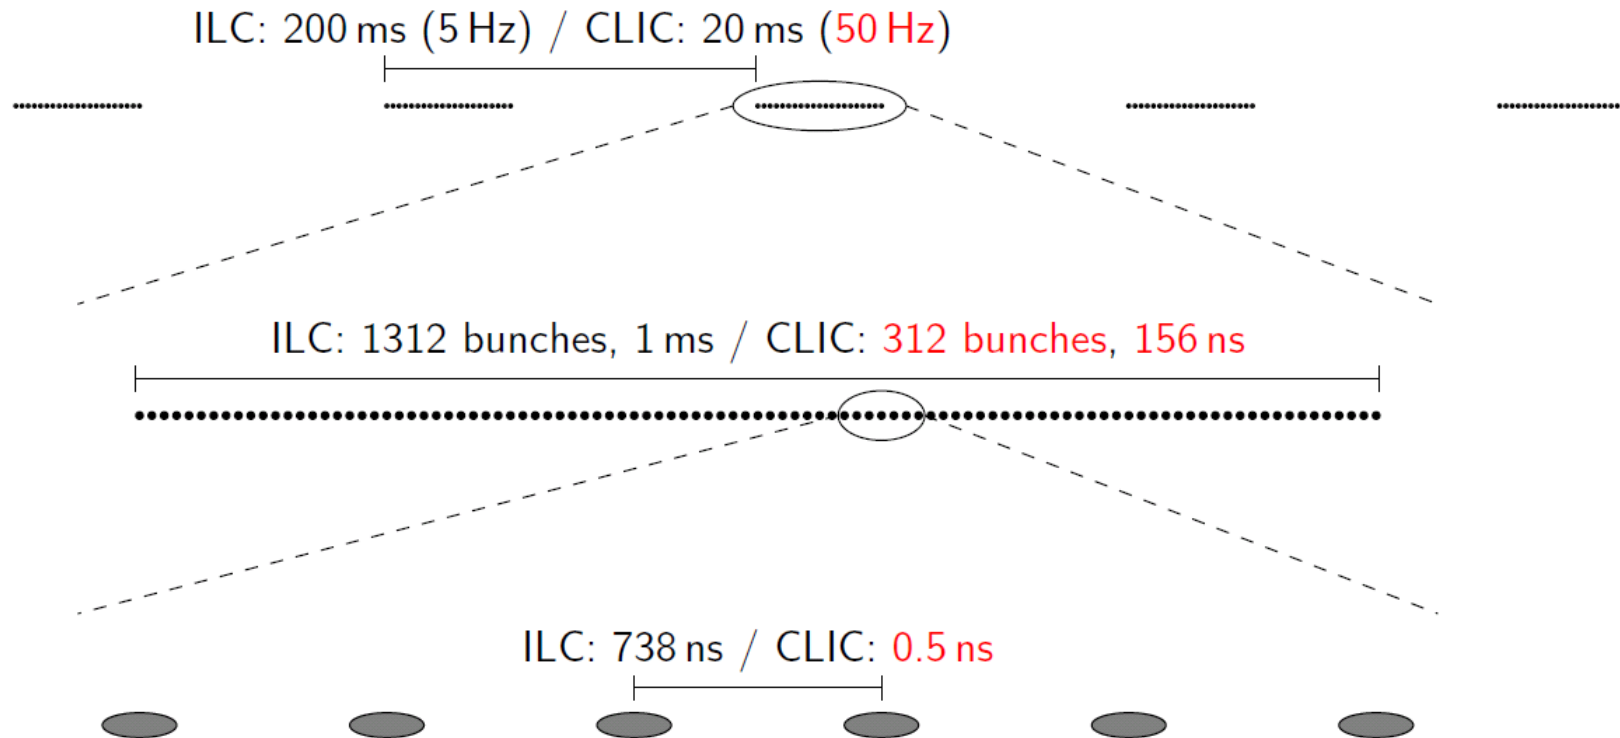 ILC: 200 ms (5 Hz) / CLIC: 20 ms (50 Hz)
ILC: 1312 bunches, 1 ms / CLIC: 312 bunches, 156 ns
ILC: 738 ns / CLIC: 0.5 ns